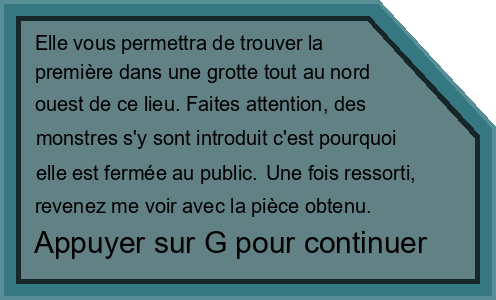 Elle vous permettra de trouver la
première dans une grotte tout au nord
ouest de ce lieu. Faites attention, des
monstres s'y sont introduit c'est pourquoi
elle est fermée au public. Une fois ressorti,
revenez me voir avec la pièce obtenu.
Appuyer sur G pour continuer